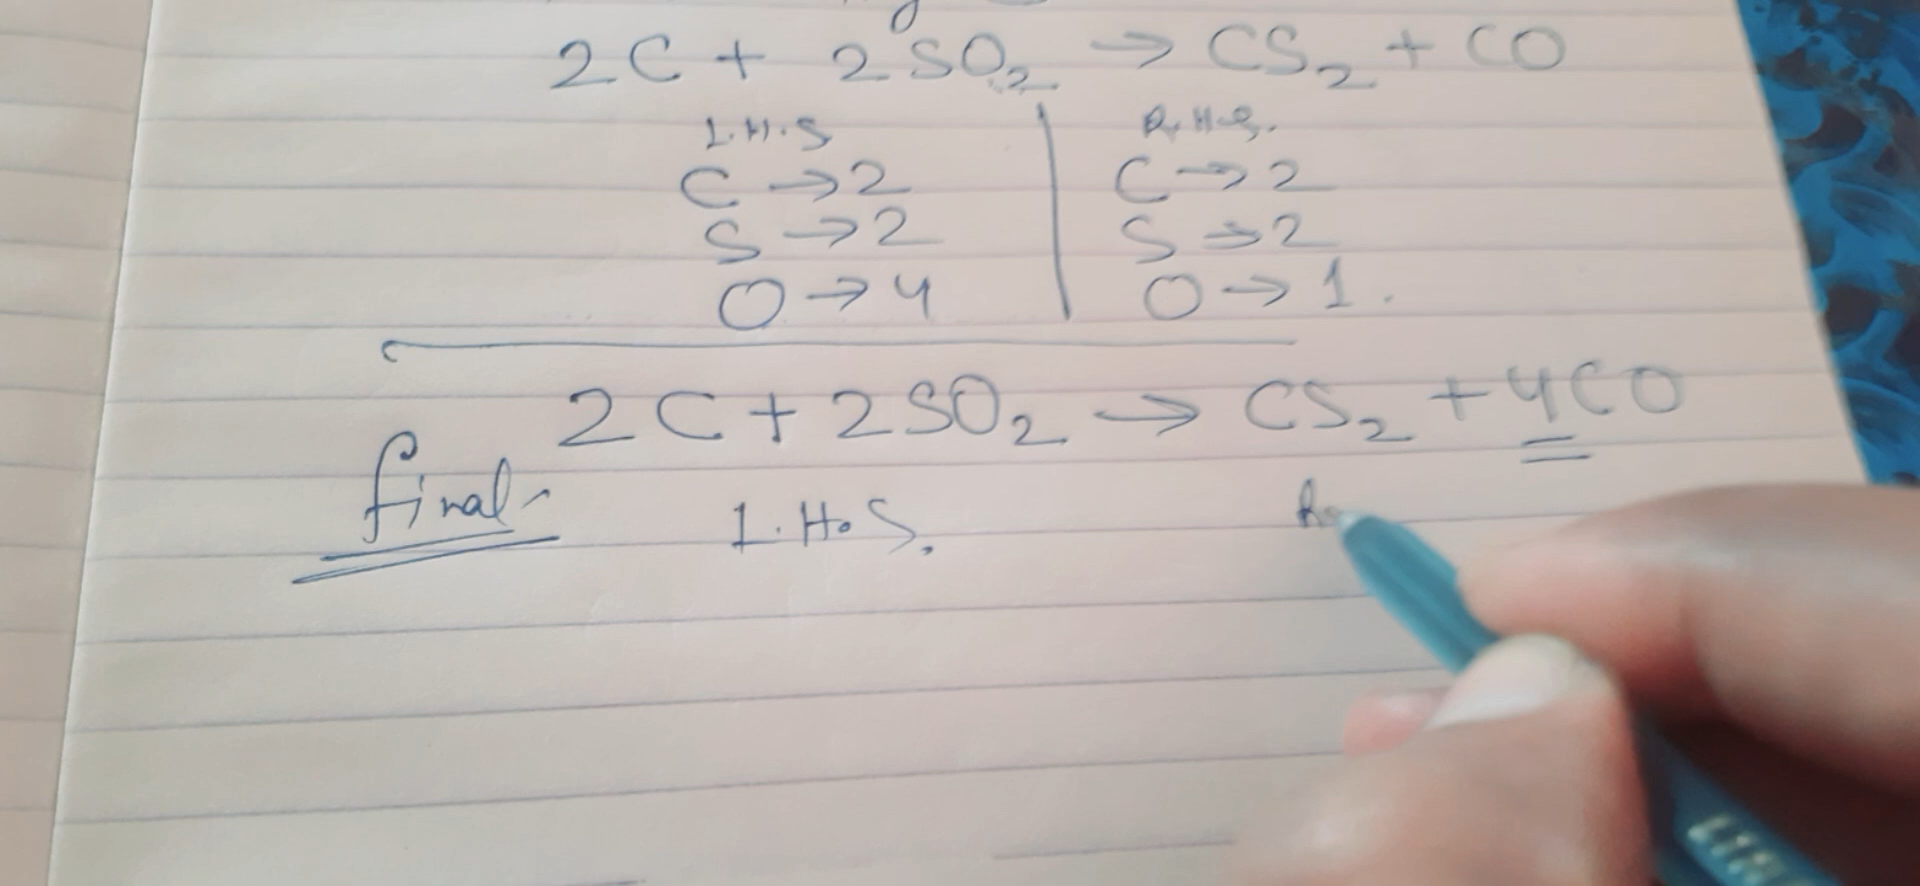 2C + 2SO₂ → CS₂ + CO
L.H.S R.H.S.
C → 2 C → 2
S → 2 S → 2
O → 4 O → 1.
2C + 2SO₂ → CS₂ + 4CO
final-
L.H.S.